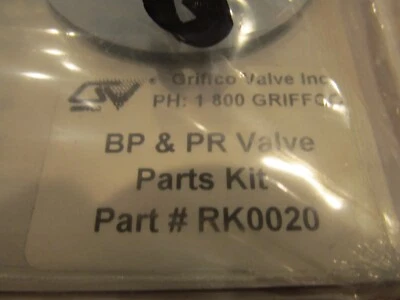 ® Griffco Valve Inc
PH: 1 800 GRIFFCO
BP & PR Valve
Parts Kit
Part # RK0020